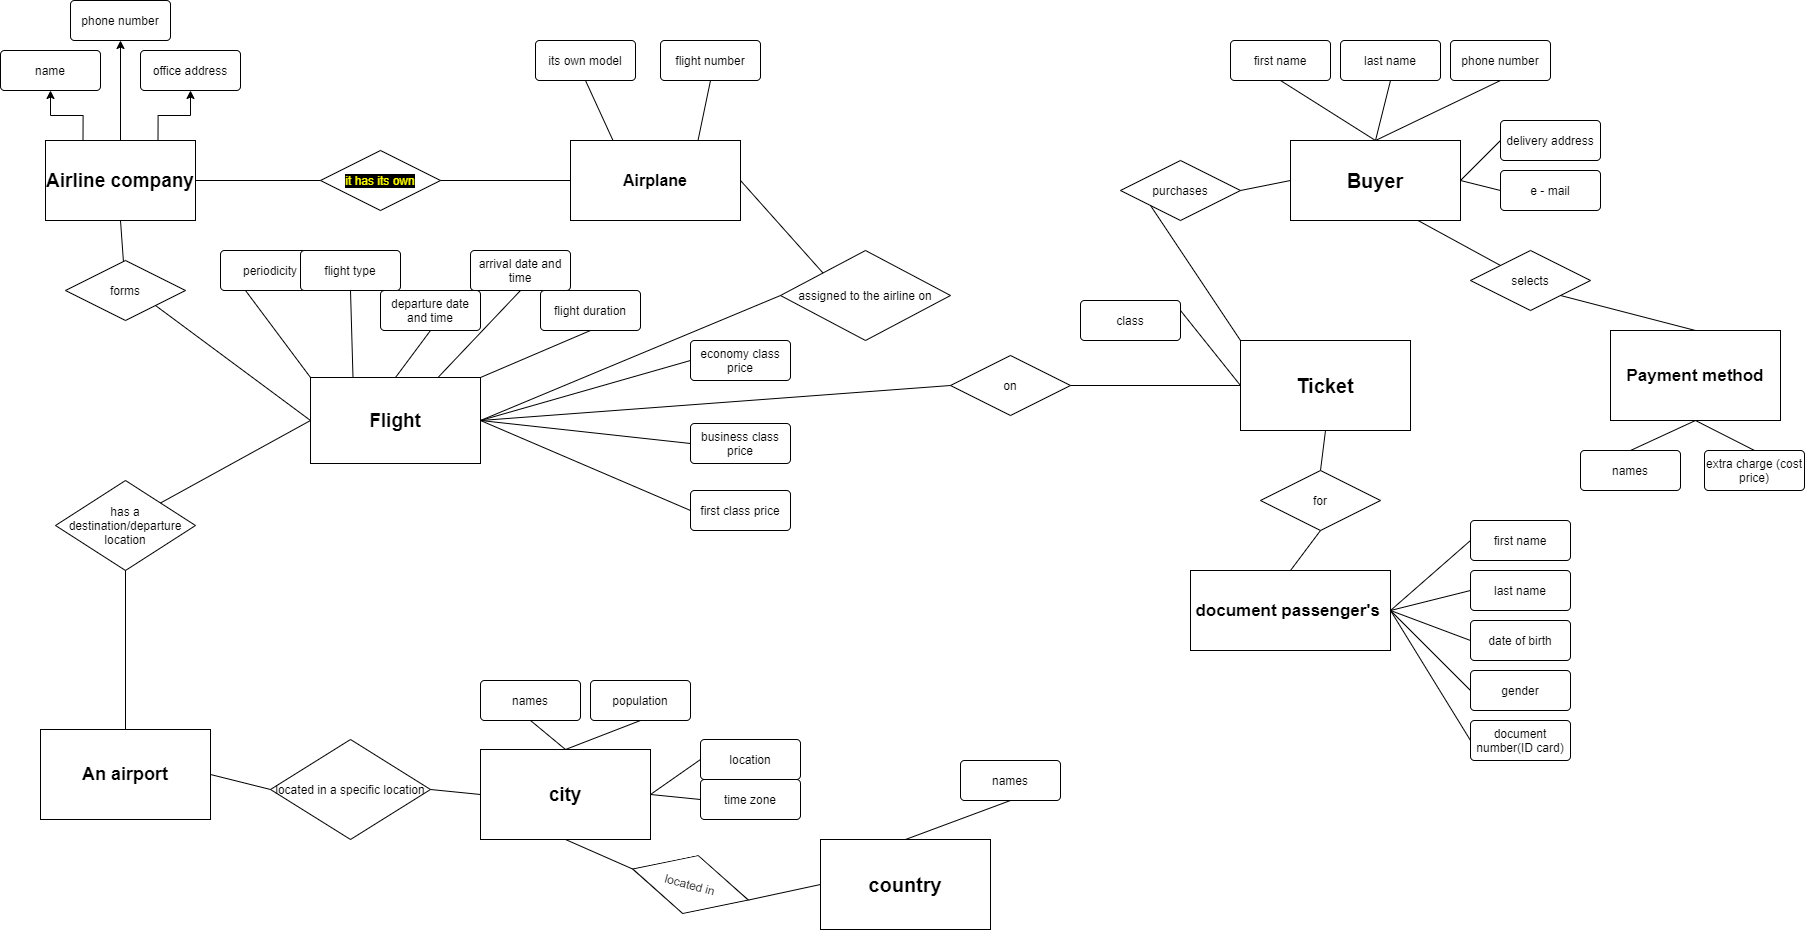 phone number
name
office address
its own model
flight number
first name
last name
phone number
Airline company
it has its own
Airplane
purchases
Buyer
delivery address
e - mail
forms
periodicity
flight type
arrival date and
time
departure date
and time
flight duration
assigned to the airline on
selects
class
economy class
price
Flight
on
Ticket
Payment method
business class
price
first class price
names
extra charge (cost
price)
has a
destination/departure
location
for
first name
last name
document passenger's
date of birth
gender
document
number(ID card)
names
population
An airport
located in a specific location
city
location
time zone
names
located in
country